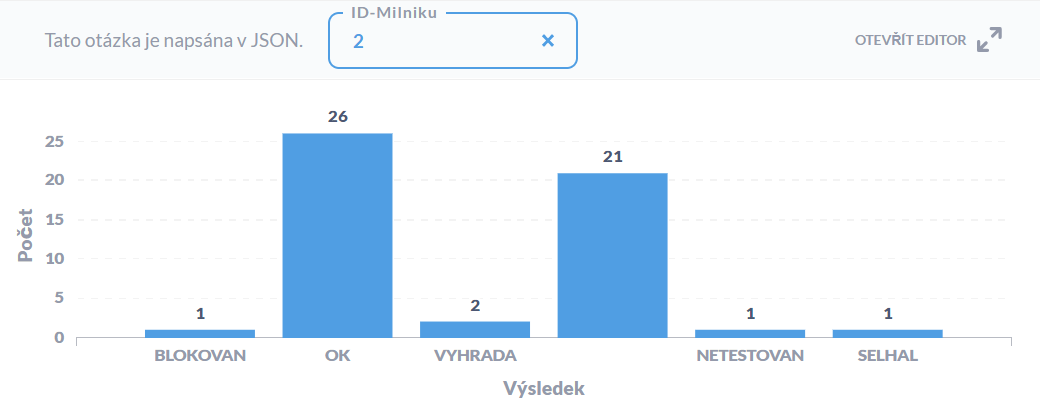 ID-Milniku
Tato otázka je napsána v JSON.
2
OTEVŘÍT EDITOR
26
25
21
20
Počet
15
10
5
1
2
1
1
0
BLOKOVAN
OK
VYHRADA
NETESTOVAN
SELHAL
Výsledek